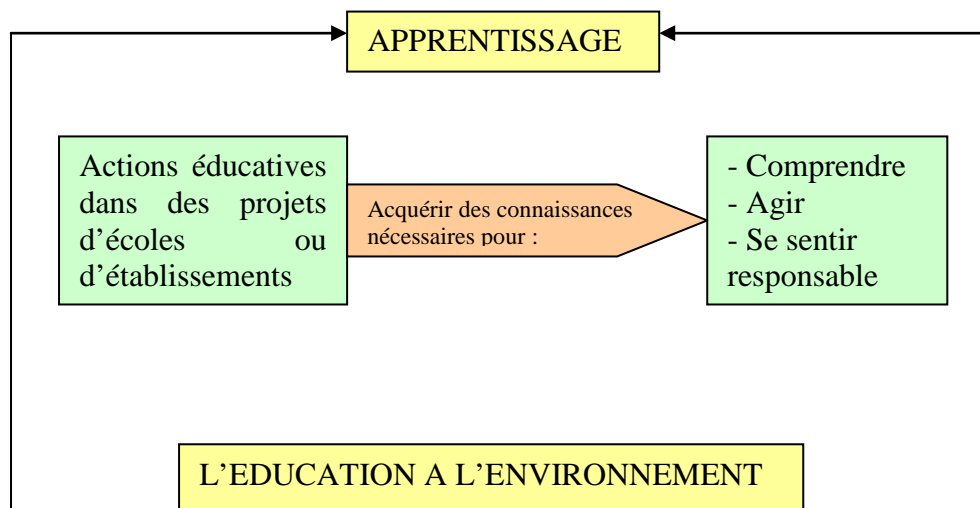 APPRENTISSAGE
Actions éducatives
dans des projets
d’écoles ou
d’établissements
Acquérir des connaissances
nécessaires pour :
- Comprendre
- Agir
- Se sentir
responsable
L’EDUCATION A L’ENVIRONNEMENT